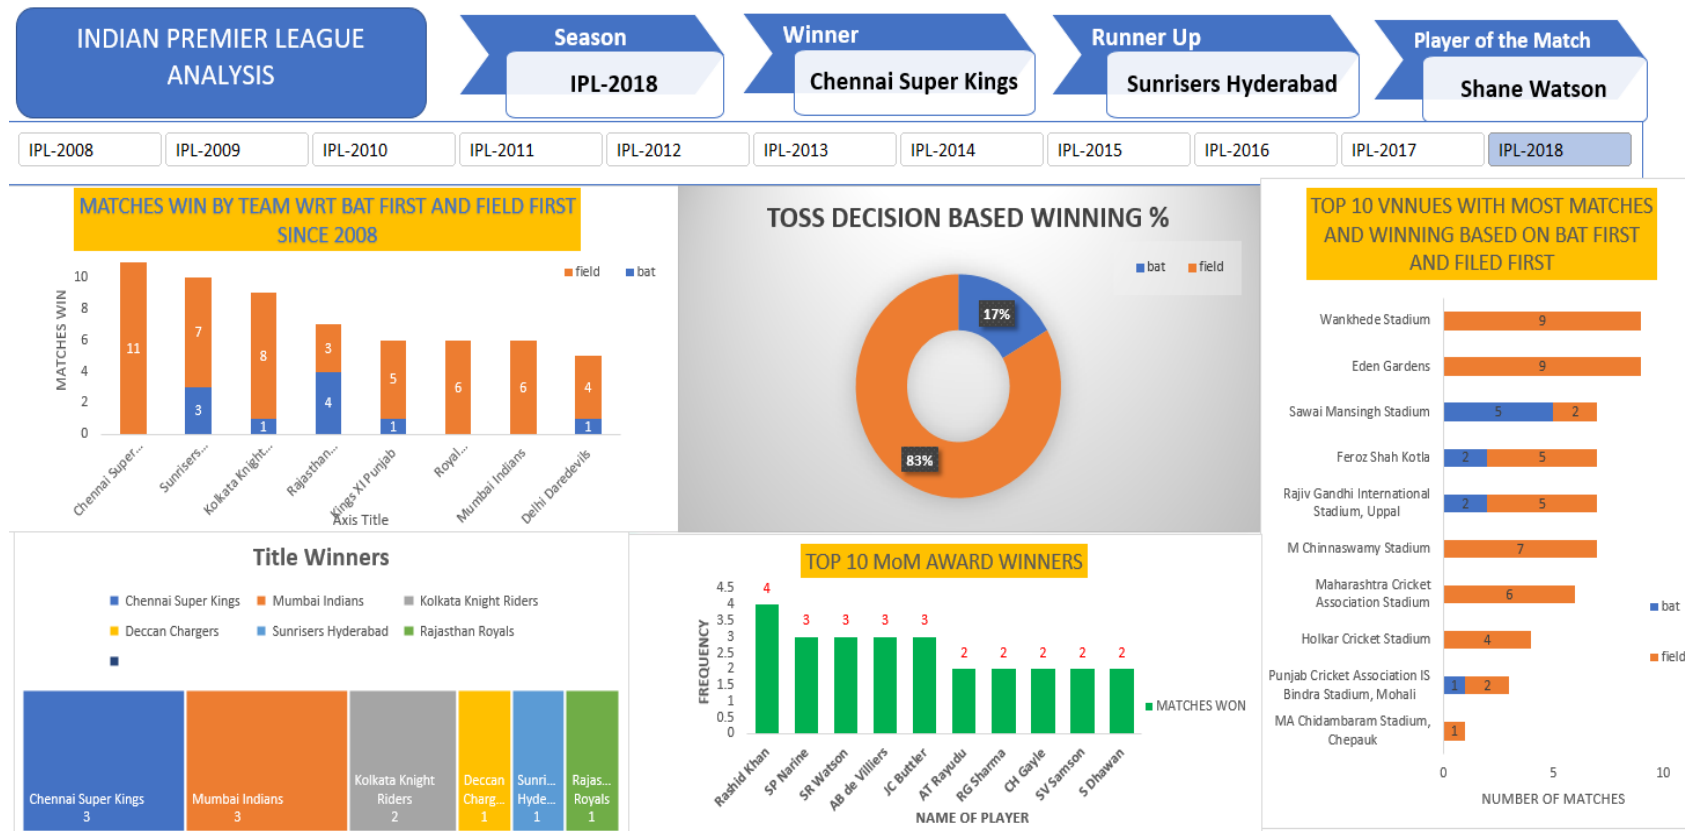 INDIAN PREMIER LEAGUE
ANALYSIS
Season
IPL-2018
Winner
Chennai Super Kings
Runner Up
Sunrisers Hyderabad
Player of the Match
Shane Watson
IPL-2008
IPL-2009
IPL-2010
IPL-2011
IPL-2012
IPL-2013
IPL-2014
IPL-2015
IPL-2016
IPL-2017
IPL-2018
MATCHES WIN BY TEAM WRT BAT FIRST AND FIELD FIRST
SINCE 2008
field bat
MATCHES WIN
10
8
6
4
2
0
11
7
3
8
1
3
4
5
1
6
6
4
1
Chennai Super...
Sunrisers...
Kolkata Knight...
Rajasthan...
Kings XI Punjab
Royal...
Mumbai Indians
Delhi Daredevils
Axis Title
TOSS DECISION BASED WINNING %
bat field
17%
83%
TOP 10 VNNUES WITH MOST MATCHES
AND WINNING BASED ON BAT FIRST
AND FILED FIRST
Wankhede Stadium
9
Eden Gardens
9
Sawai Mansingh Stadium
5 2
Feroz Shah Kotla
2 5
Rajiv Gandhi International
Stadium, Uppal
2 5
M Chinnaswamy Stadium
7
Maharashtra Cricket
Association Stadium
6
Holkar Cricket Stadium
4
Punjab Cricket Association IS
Bindra Stadium, Mohali
1 2
MA Chidambaram Stadium,
Chepauk
1
0 5 10
NUMBER OF MATCHES
bat
field
Title Winners
Chennai Super Kings Mumbai Indians Kolkata Knight Riders
Deccan Chargers Sunrisers Hyderabad Rajasthan Royals
Chennai Super Kings
3
Mumbai Indians
3
Kolkata Knight
Riders
2
Deccan
Charg...
1
Sunri...
Hyde...
1
Rajas...
Royals
1
TOP 10 MoM AWARD WINNERS
FREQUENCY
4.5
4
3.5
3
2.5
2
1.5
1
0.5
0
4 3 3 3 3 2 2 2 2 2
Rashid Khan
SP Narine
SR Watson
AB de Villiers
JC Buttler
AT Rayudu
RG Sharma
CH Gayle
SV Samson
S Dhawan
NAME OF PLAYER
MATCHES WON